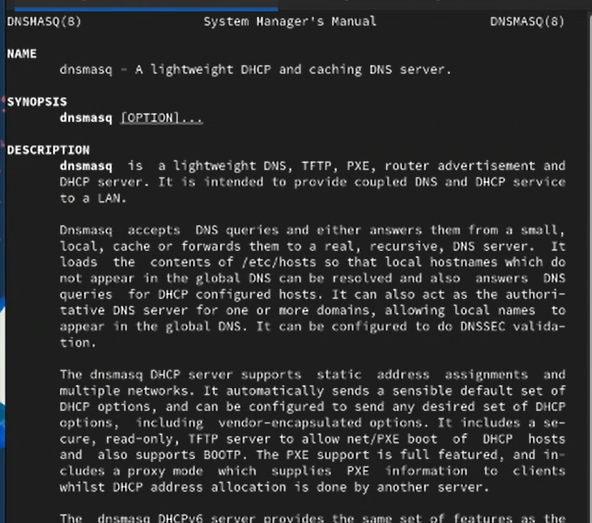 DNSMASQ(8) System Manager's Manual DNSMASQ(8)
NAME
dnsmasq - A lightweight DHCP and caching DNS server.
SYNOPSIS
dnsmasq [OPTION]...
DESCRIPTION
dnsmasq is a lightweight DNS, TFTP, PXE, router advertisement and
DHCP server. It is intended to provide coupled DNS and DHCP service
to a LAN.
Dnsmasq accepts DNS queries and either answers them from a small,
local, cache or forwards them to a real, recursive, DNS server. It
loads the contents of /etc/hosts so that local hostnames which do
not appear in the global DNS can be resolved and also answers DNS
queries for DHCP configured hosts. It can also act as the authori-
tative DNS server for one or more domains, allowing local names to
appear in the global DNS. It can be configured to do DNSSEC valida-
tion.
The dnsmasq DHCP server supports static address assignments and
multiple networks. It automatically sends a sensible default set of
DHCP options, and can be configured to send any desired set of DHCP
options, including vendor-encapsulated options. It includes a se-
cure, read-only, TFTP server to allow net/PXE boot of DHCP hosts
and also supports BOOTP. The PXE support is full featured, and in-
cludes a proxy mode which supplies PXE information to clients
whilst DHCP address allocation is done by another server.
The dnsmasq DHCPv6 server provides the same set of features as the